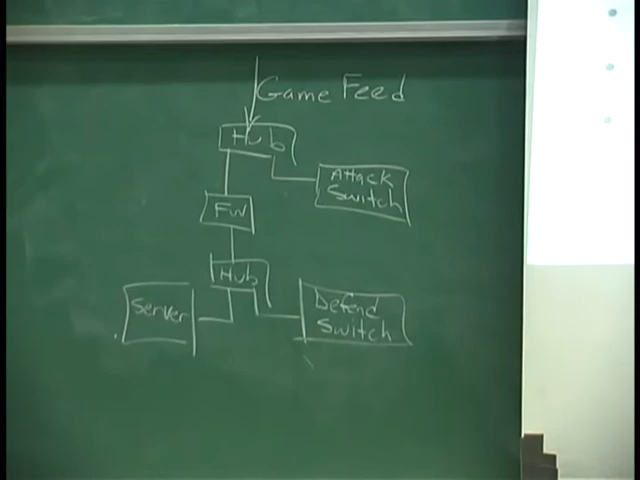 Game Feed
Hub
Attack
Switch
FW
Hub
Server
Defend
Switch